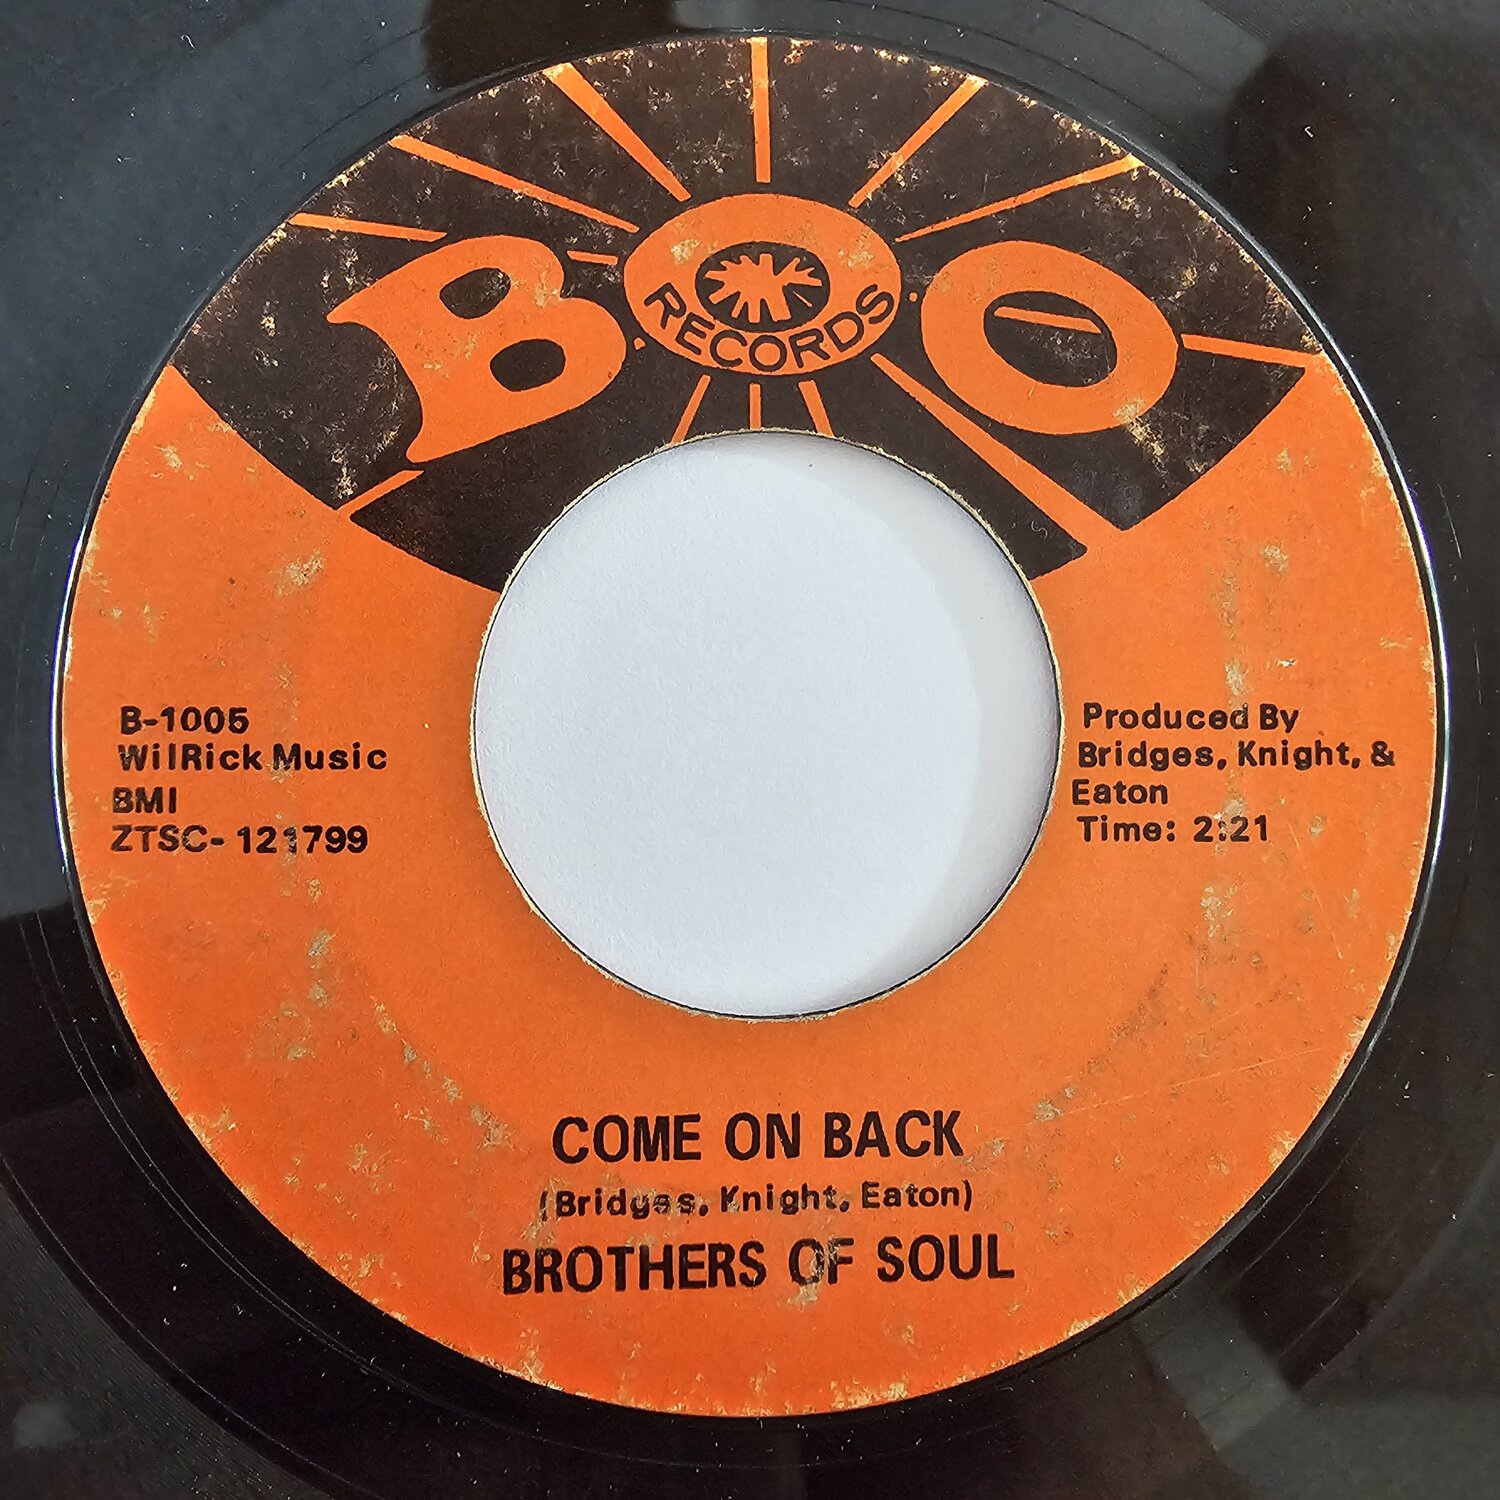 BOO
RECORDS
B-1005
WilRick Music
BMI
ZTSC-121799
Produced By
Bridges, Knight, &
Eaton
Time: 2:21
COME ON BACK
(Bridges, Knight, Eaton)
BROTHERS OF SOUL